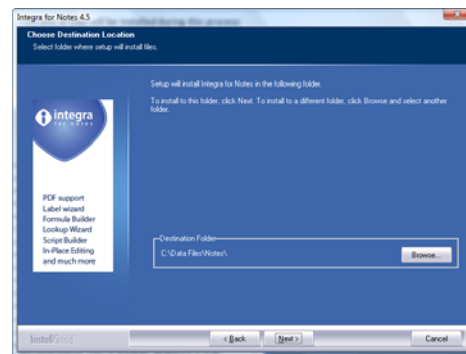 Integra for Notes 4.5
Choose Destination Location
Select folder where setup will install files.
Setup will install Integra for Notes in the following folder.
To install to this folder, click Next. To install to a different folder, click Browse and select another
folder.
integra
for notes
PDF support
Label wizard
Formula Builder
Lookup Wizard
Script Builder
In-Place Editing
and much more
Destination Folder
C:\Data Files\Notes\
Browse...
InstallShield
< Back
Next >
Cancel